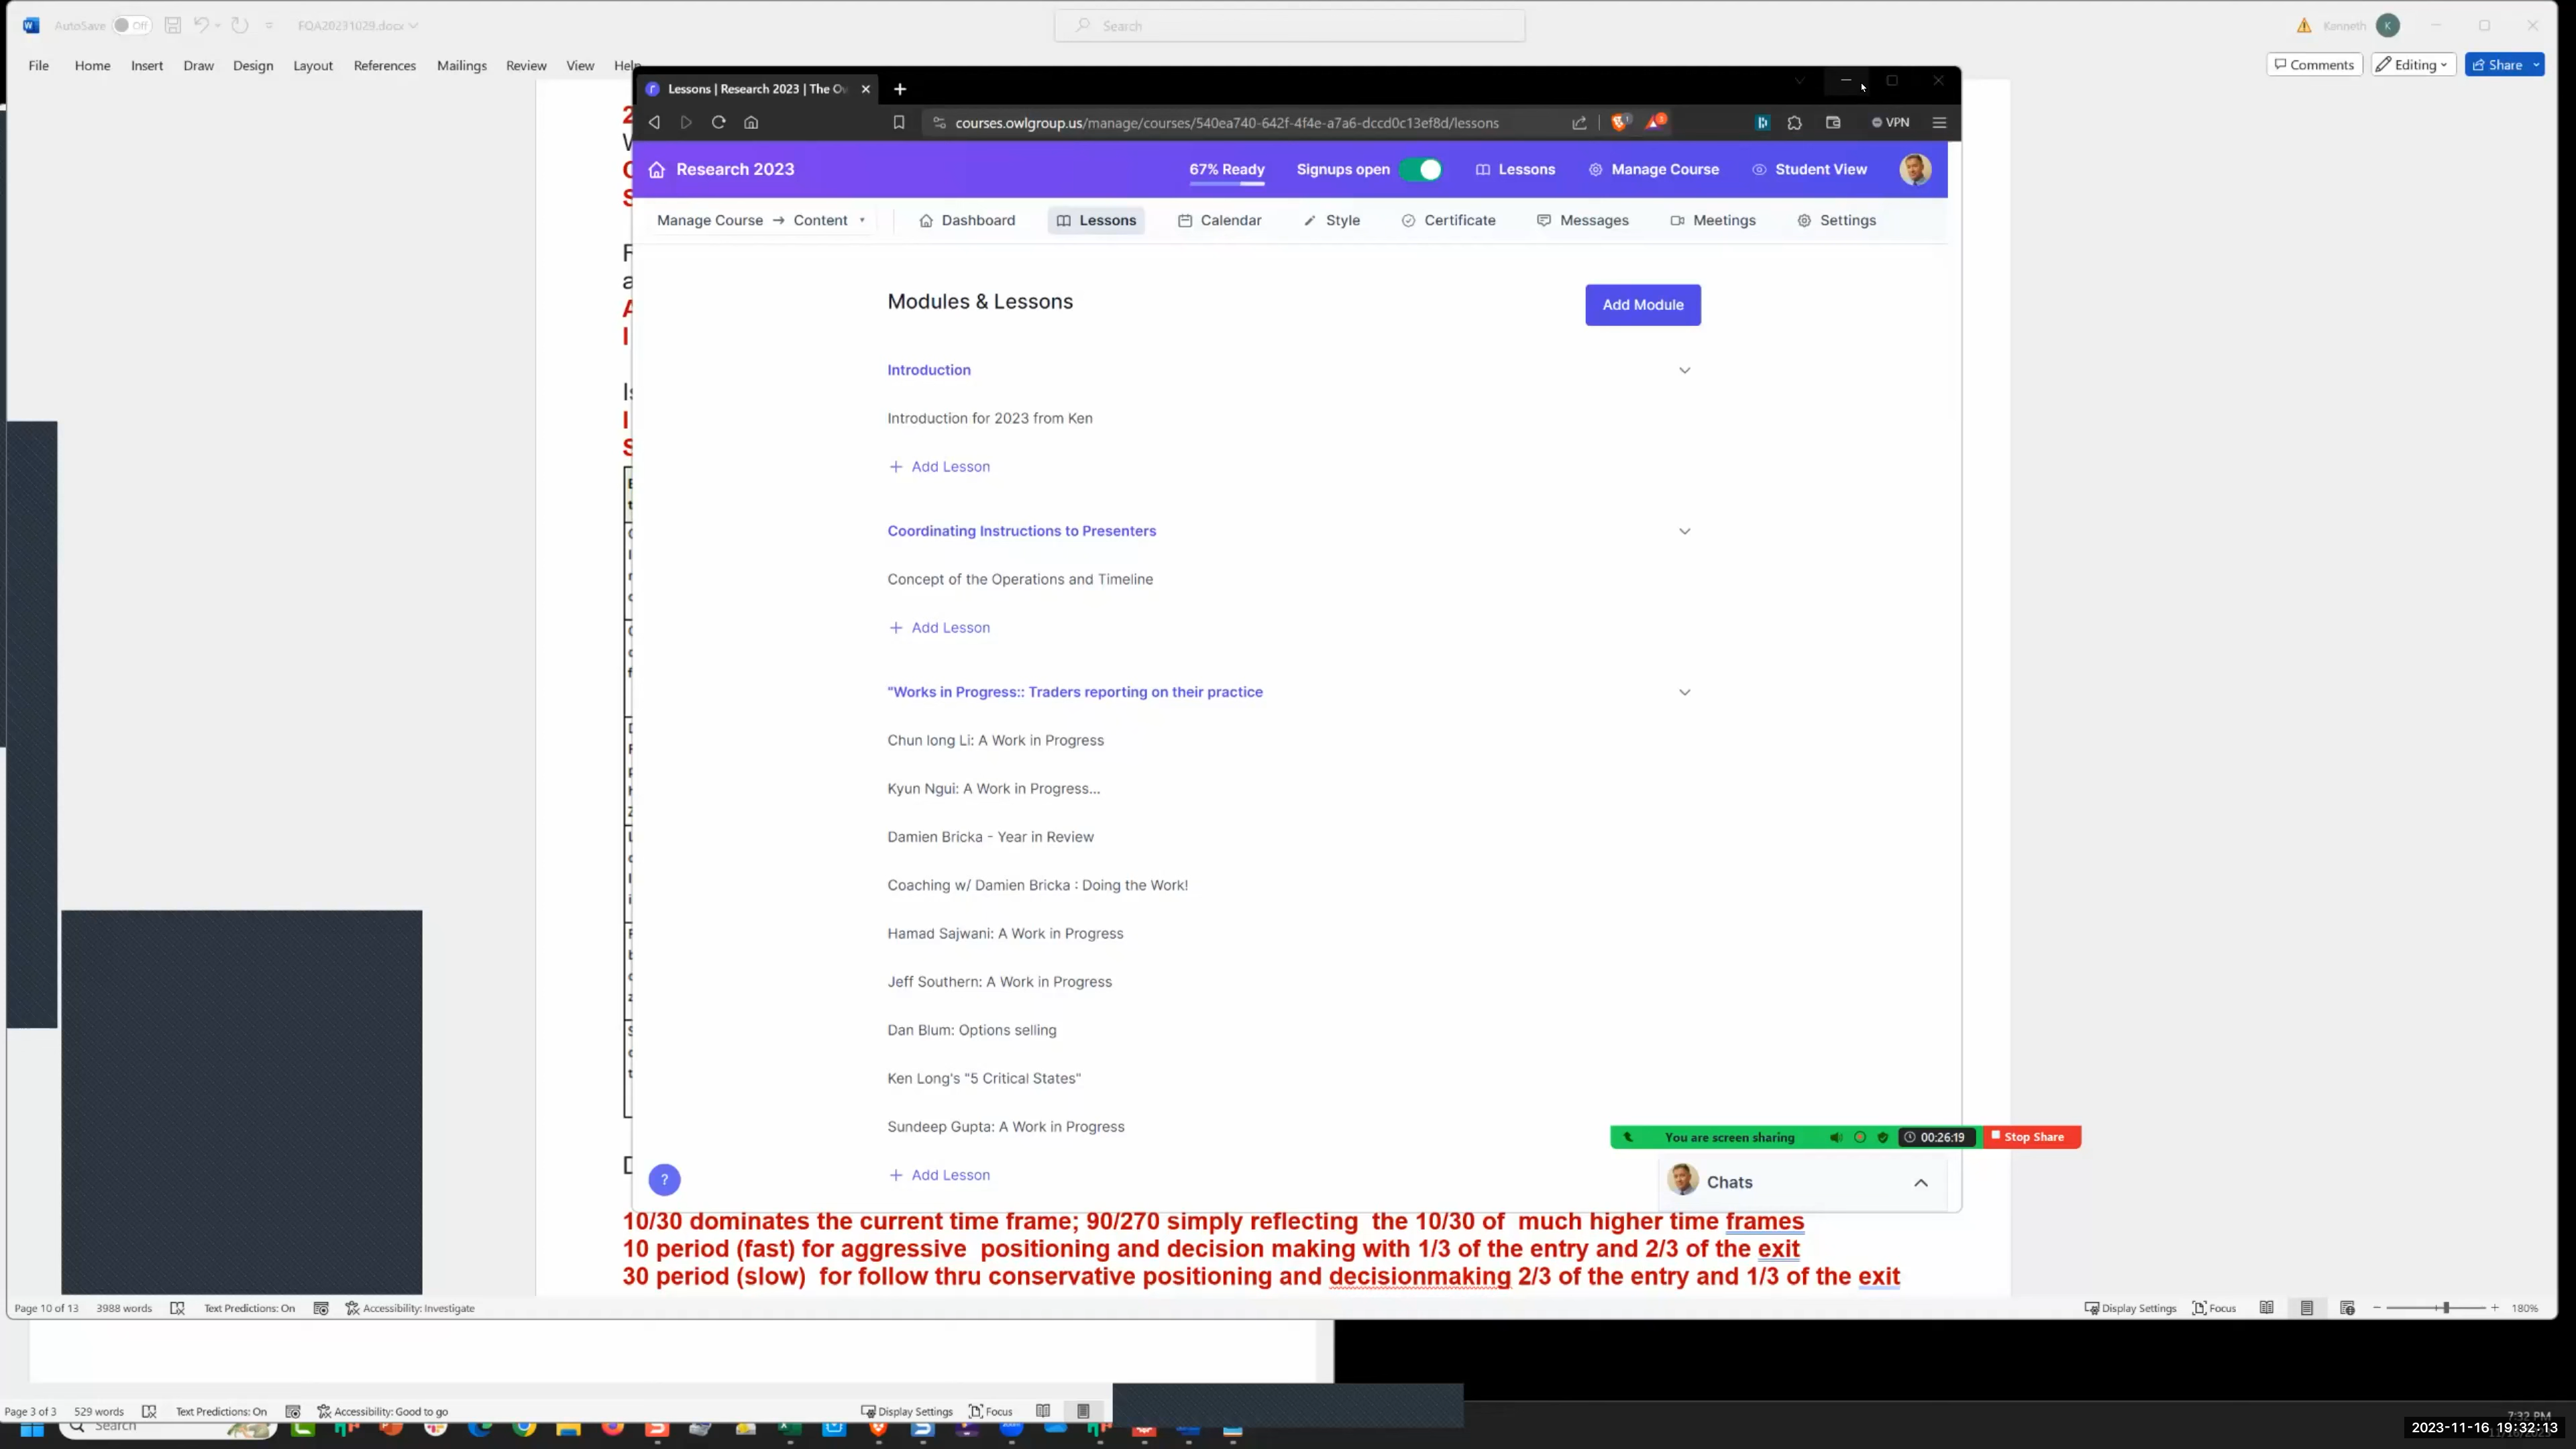 AutoSave Off FQA20231029.docx Search Kenneth K
File Home Insert Draw Design Layout References Mailings Review View Help Comments Editing Share
Lessons | Research 2023 | The Ow
courses.owlgroup.us/manage/courses/540ea740-642f-4f4e-a7a6-dccd0c13ef8d/lessons VPN
Research 2023 67% Ready Signups open Lessons Manage Course Student View
Manage Course → Content Dashboard Lessons Calendar Style Certificate Messages Meetings Settings
Modules & Lessons Add Module
Introduction
Introduction for 2023 from Ken
+ Add Lesson
Coordinating Instructions to Presenters
Concept of the Operations and Timeline
+ Add Lesson
"Works in Progress:: Traders reporting on their practice
Chun long Li: A Work in Progress
Kyun Ngui: A Work in Progress...
Damien Bricka - Year in Review
Coaching w/ Damien Bricka : Doing the Work!
Hamad Sajwani: A Work in Progress
Jeff Southern: A Work in Progress
Dan Blum: Options selling
Ken Long's "5 Critical States"
Sundeep Gupta: A Work in Progress
You are screen sharing 00:26:19 Stop Share
+ Add Lesson
? Chats
10/30 dominates the current time frame; 90/270 simply reflecting the 10/30 of much higher time frames
10 period (fast) for aggressive positioning and decision making with 1/3 of the entry and 2/3 of the exit
30 period (slow) for follow thru conservative positioning and decisionmaking 2/3 of the entry and 1/3 of the exit
Page 10 of 13 3988 words Text Predictions: On Accessibility: Investigate Display Settings Focus 180%
Page 3 of 3 529 words Text Predictions: On Accessibility: Good to go Display Settings Focus
Search
7:32 PM
2023-11-16 19:32:13